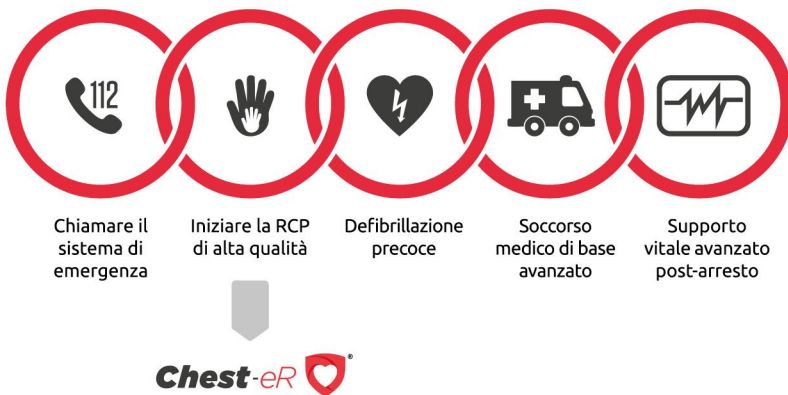 112
Chiamare il
sistema di
emergenza
Iniziare la RCP
di alta qualità
Defibrillazione
precoce
Soccorso
medico di base
avanzato
Supporto
vitale avanzato
post-arresto
Chest-eR ®